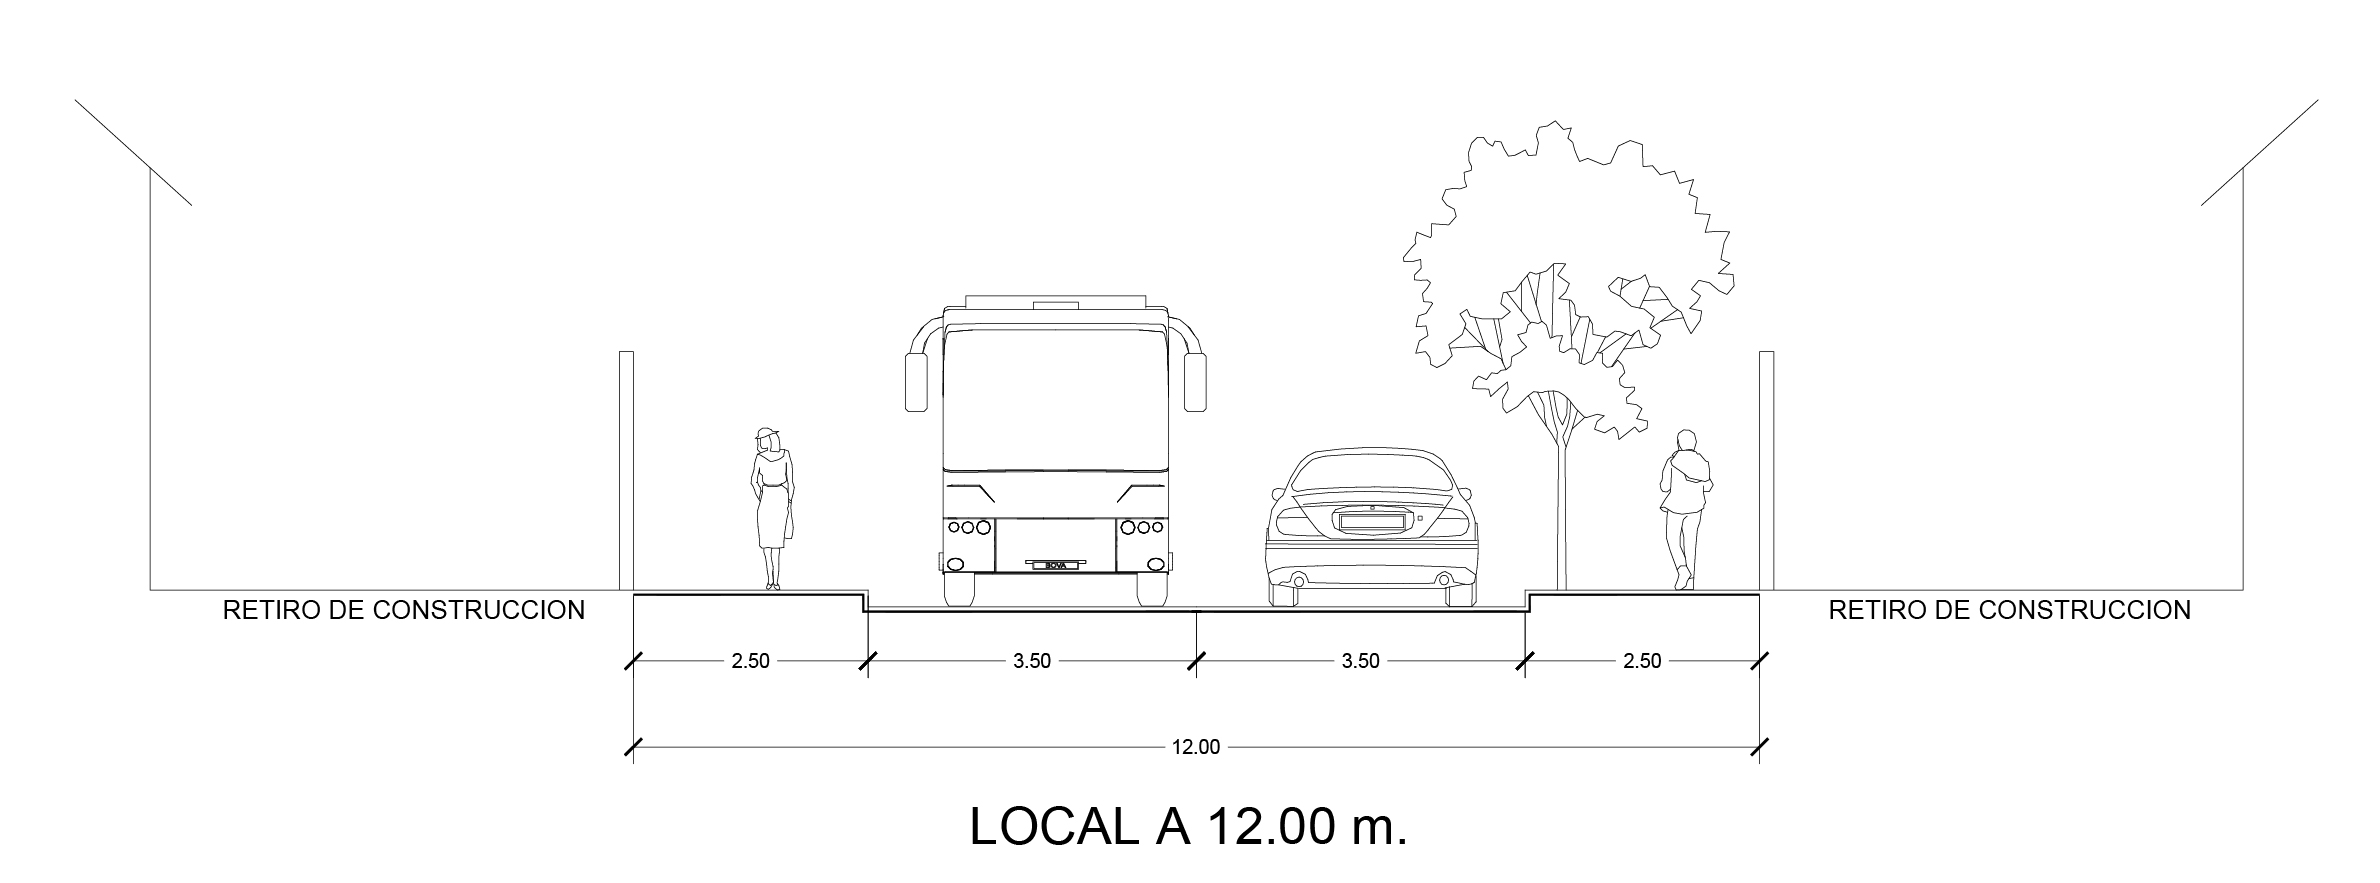 BOVA
RETIRO DE CONSTRUCCION
RETIRO DE CONSTRUCCION
2.50
3.50
3.50
2.50
12.00
LOCAL A 12.00 m.